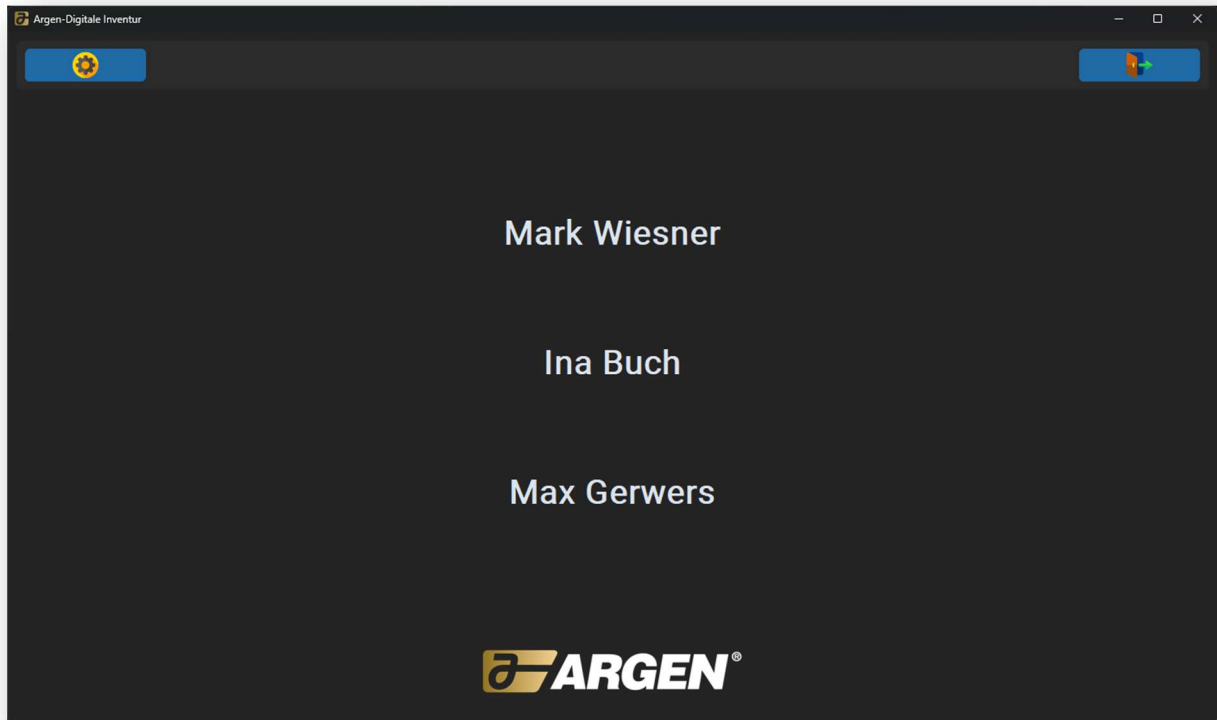 Argen-Digitale Inventur
Mark Wiesner
Ina Buch
Max Gerwers
ARGEN®